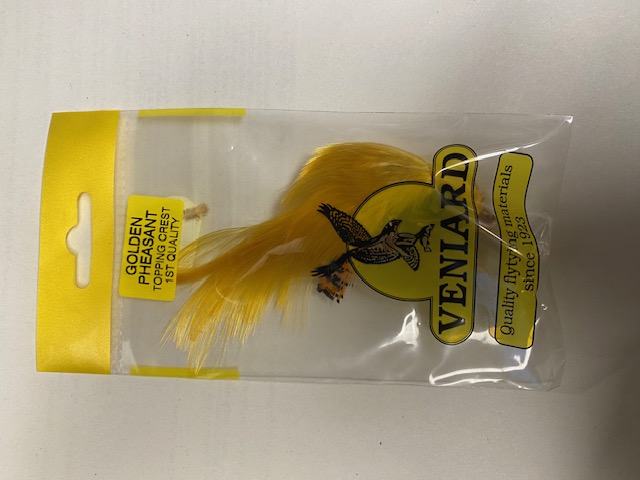 GOLDEN
PHEASANT
TOPPING CREST
1ST QUALITY
VENIARD
Quality flytying materials
since 1923